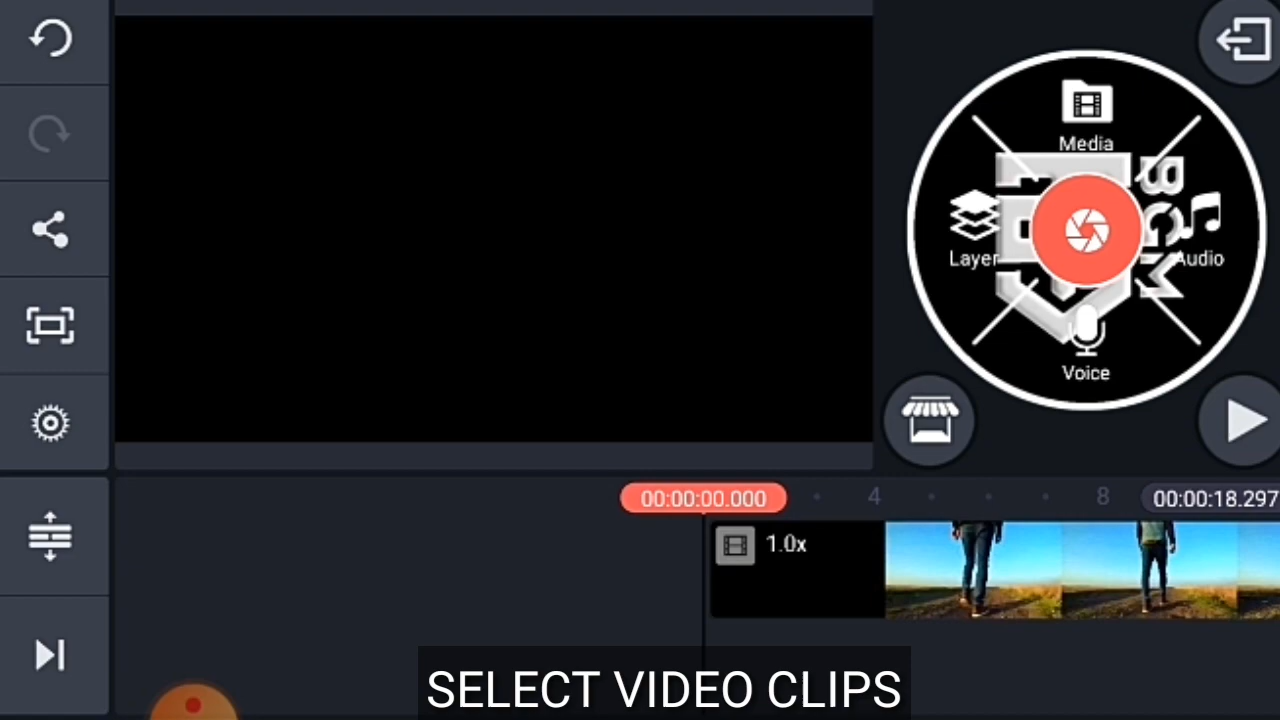 Media
BGM
Layer
Audio
Voice
00:00:00.000
4
8
00:00:18.297
1.0x
SELECT VIDEO CLIPS